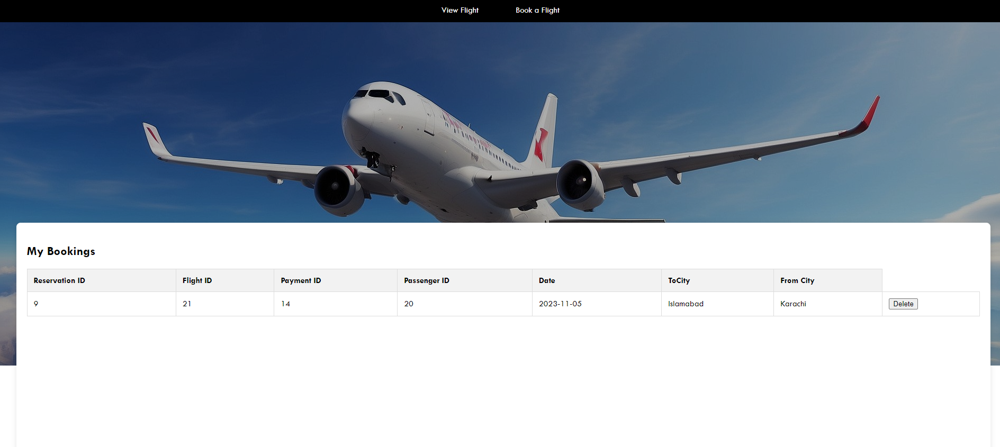 View Flight Book a Flight
My Bookings
Reservation ID Flight ID Payment ID Passenger ID Date ToCity From City
9 21 14 20 2023-11-05 Islamabad Karachi Delete